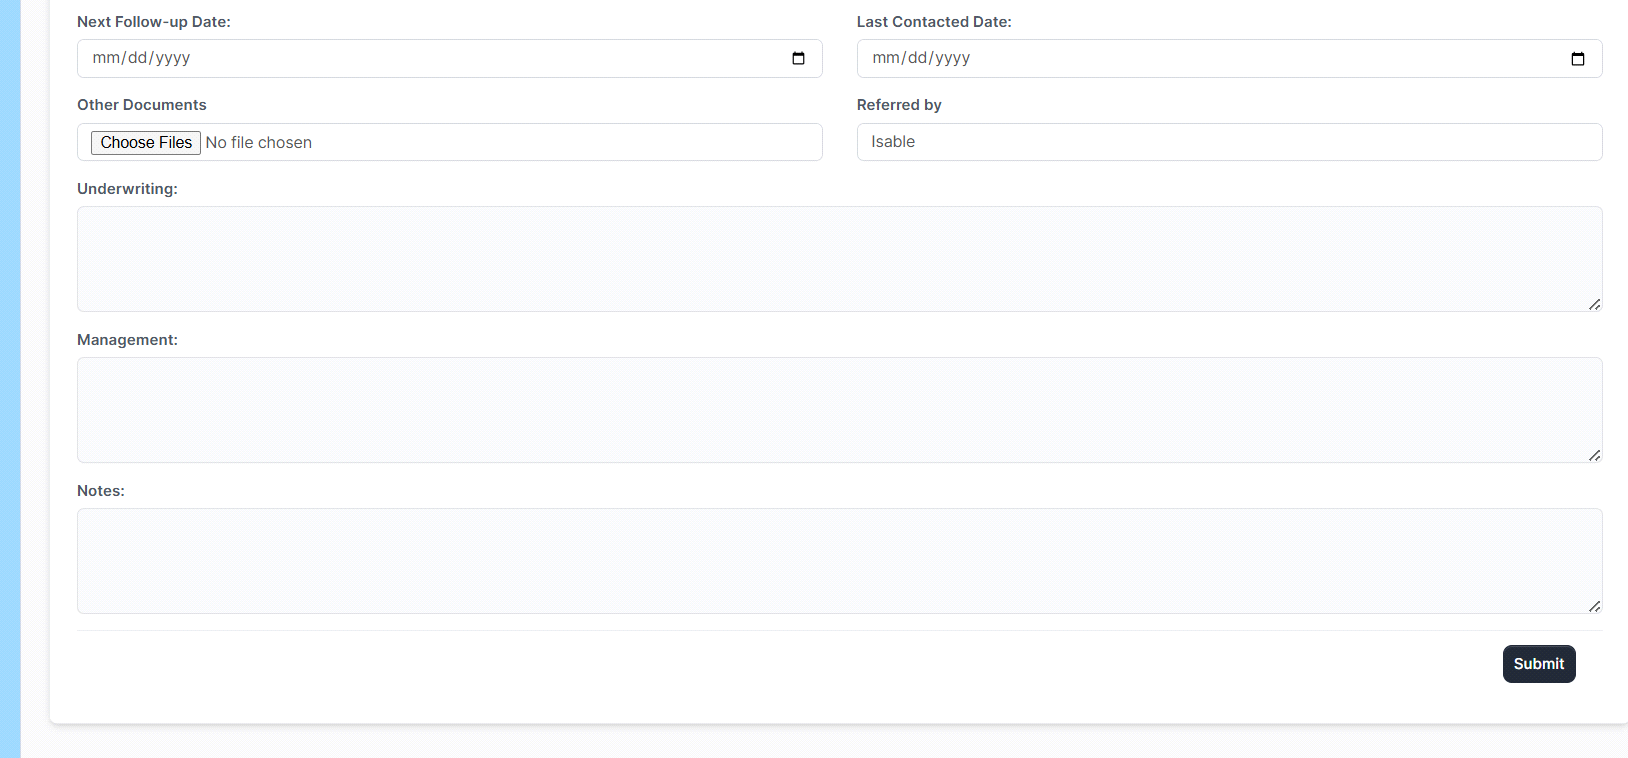 Next Follow-up Date:
Last Contacted Date:
mm/dd/yyyy
mm/dd/yyyy
Other Documents
Referred by
Choose Files No file chosen
Isable
Underwriting:
Management:
Notes:
Submit